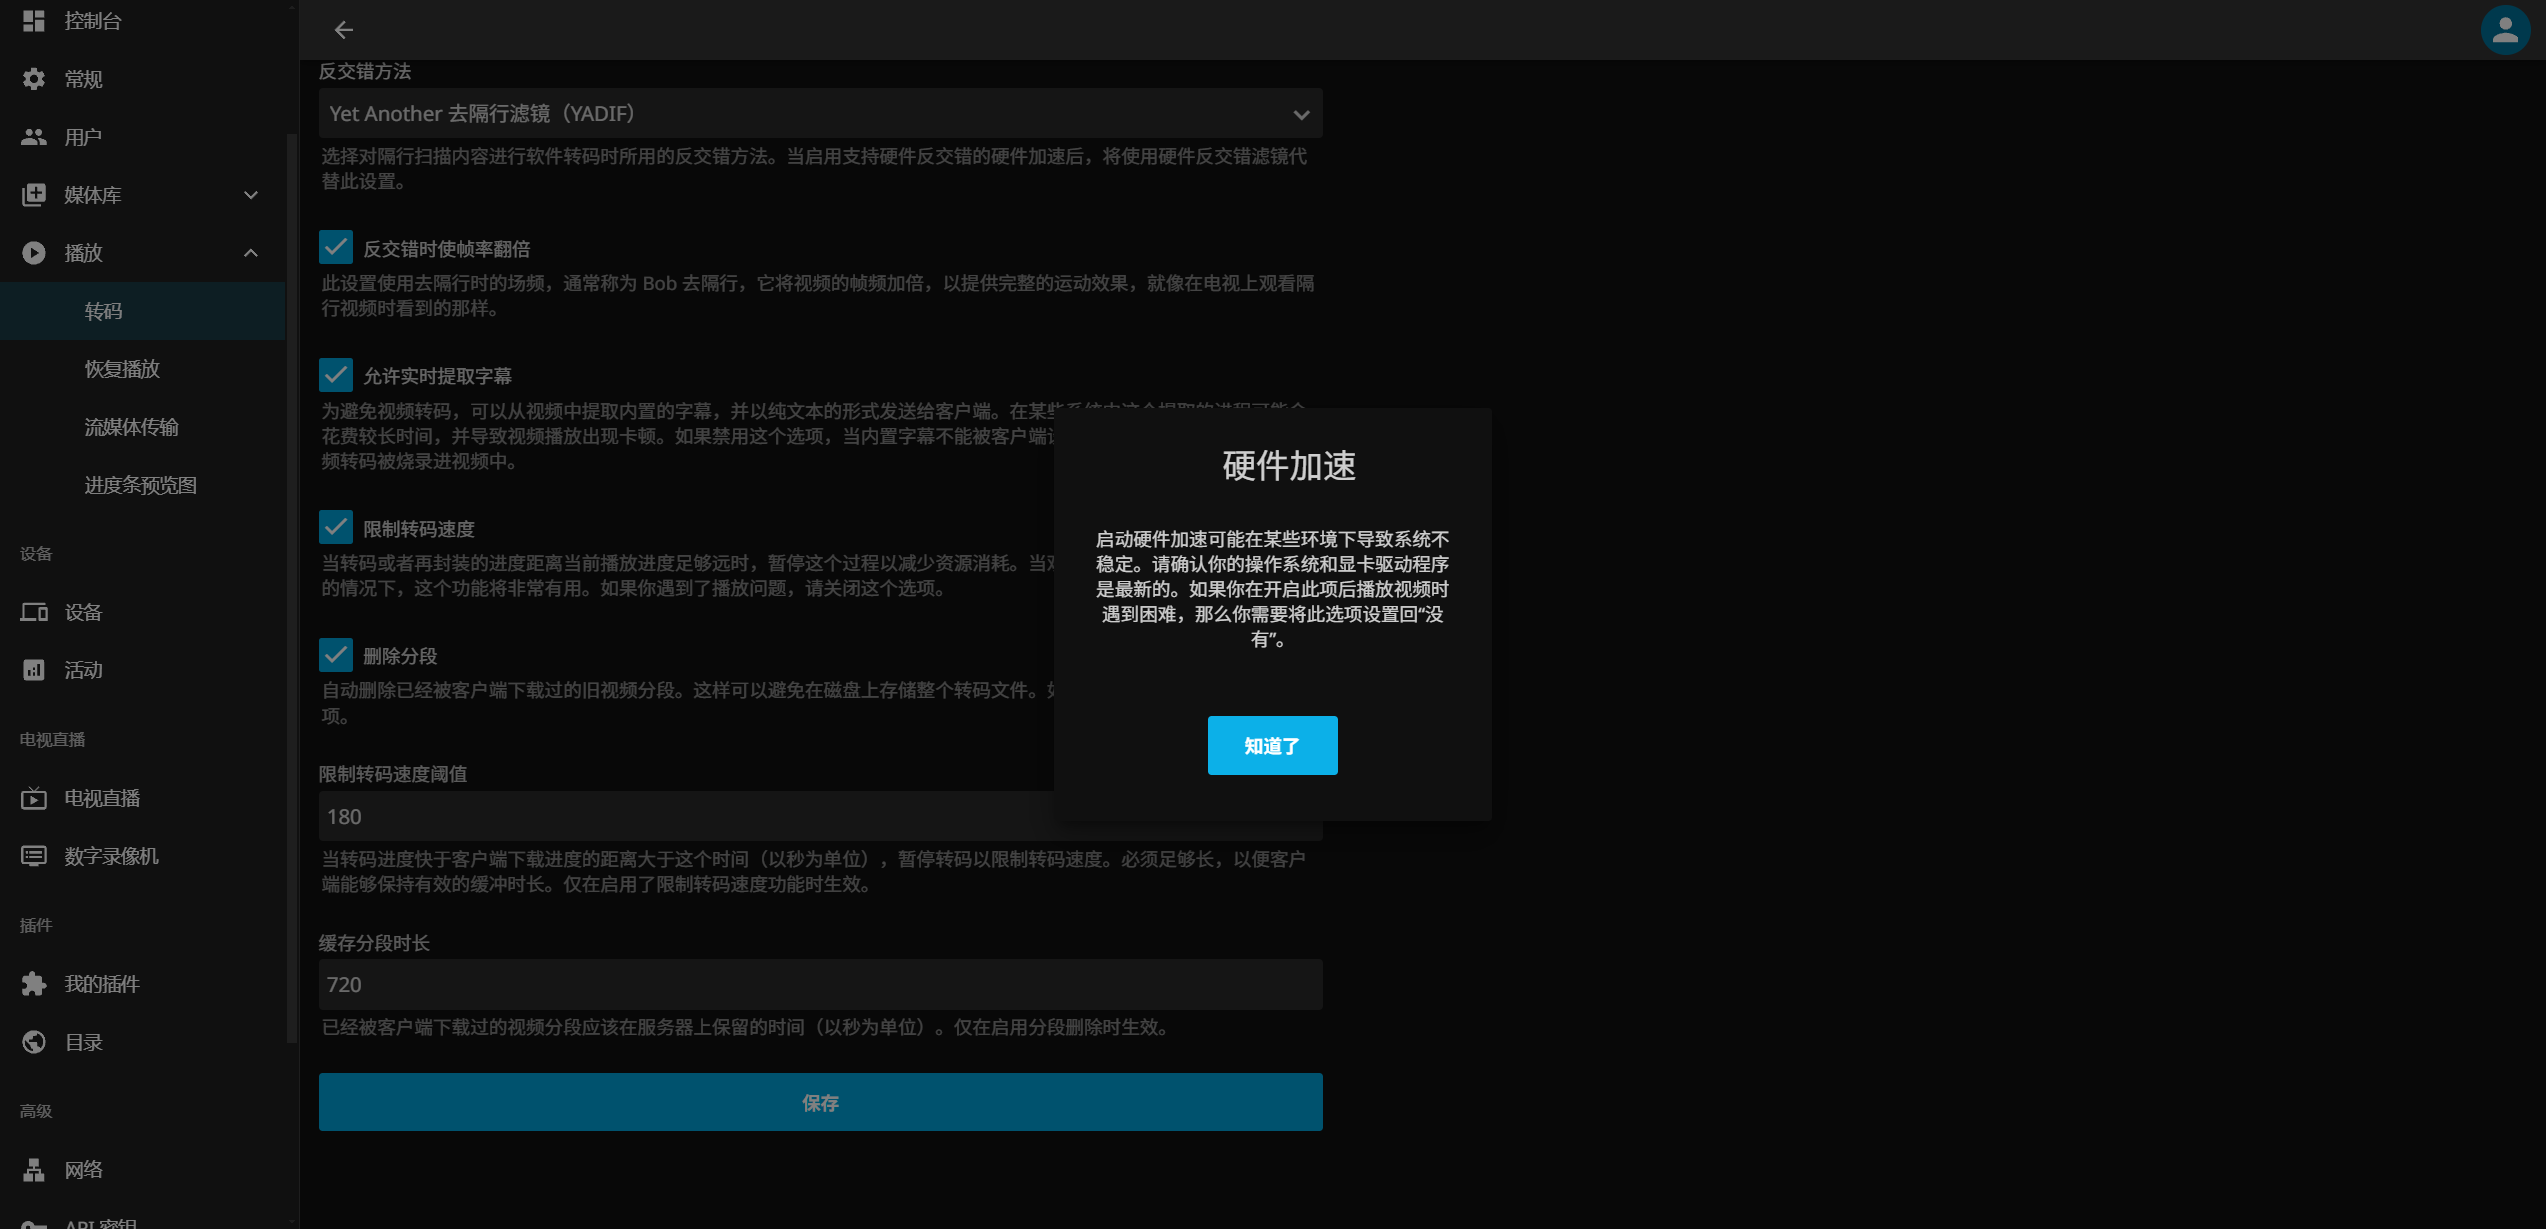 控制台
常规
用户
媒体库
播放
转码
恢复播放
流媒体传输
进度条预览图
设备
设备
活动
电视直播
电视直播
数字录像机
插件
我的插件
目录
高级
网络
API 密钥
反交错方法
Yet Another 去隔行滤镜（YADIF）
选择对隔行扫描内容进行软件转码时所用的反交错方法。当启用支持硬件反交错的硬件加速后，将使用硬件反交错滤镜代
替此设置。
反交错时使帧率翻倍
此设置使用去隔行时的场频，通常称为 Bob 去隔行，它将视频的帧频加倍，以提供完整的运动效果，就像在电视上观看隔
行视频时看到的那样。
允许实时提取字幕
为避免视频转码，可以从视频中提取内置的字幕，并以纯文本的形式发送给客户端。在某些系统中这个提取的进程可能会
花费较长时间，并导致视频播放出现卡顿。如果禁用这个选项，当内置字幕不能被客户端
频转码被烧录进视频中。
限制转码速度
当转码或者再封装的进度距离当前播放进度足够远时，暂停这个过程以减少资源消耗。当
的情况下，这个功能将非常有用。如果你遇到了播放问题，请关闭这个选项。
删除分段
自动删除已经被客户端下载过的旧视频分段。这样可以避免在磁盘上存储整个转码文件。
项。
限制转码速度阈值
180
当转码进度快于客户端下载进度的距离大于这个时间（以秒为单位），暂停转码以限制转码速度。必须足够长，以便客户
端能够保持有效的缓冲时长。仅在启用了限制转码速度功能时生效。
缓存分段时长
720
已经被客户端下载过的视频分段应该在服务器上保留的时间（以秒为单位）。仅在启用分段删除时生效。
保存
硬件加速
启动硬件加速可能在某些环境下导致系统不
稳定。请确认你的操作系统和显卡驱动程序
是最新的。如果你在开启此项后播放视频时
遇到困难，那么你需要将此选项设置回“没
有”。
知道了